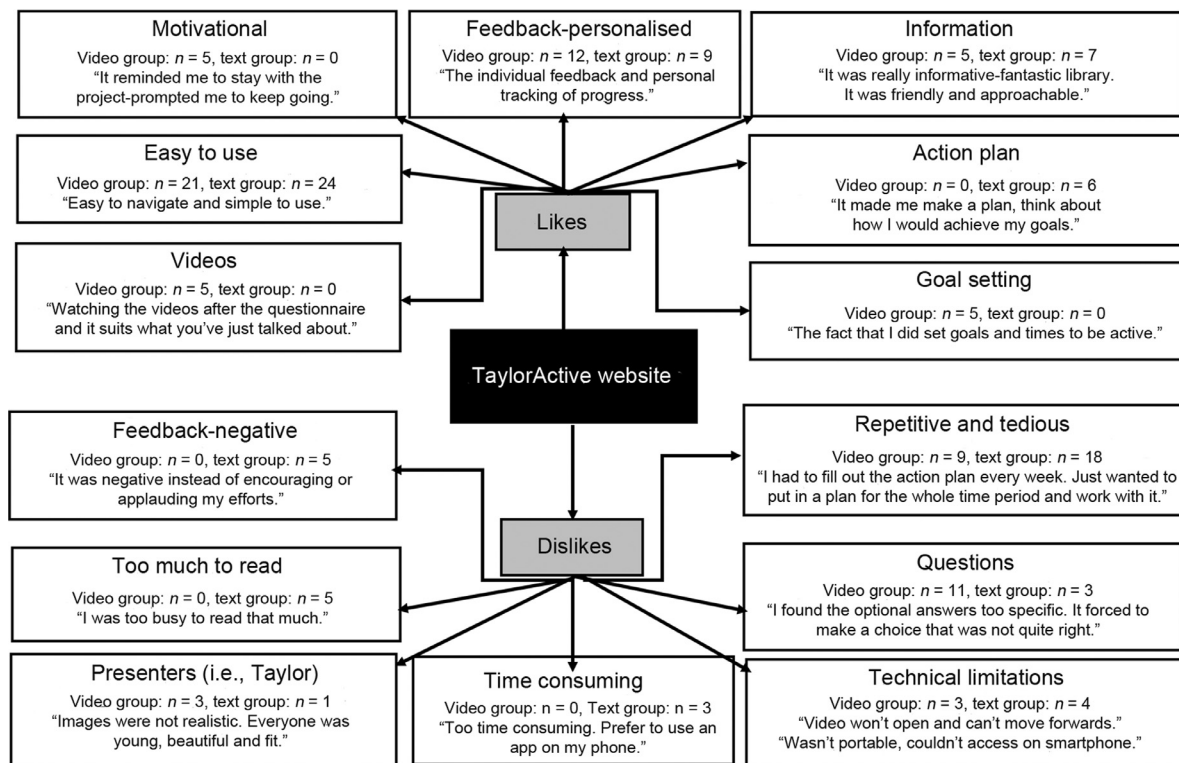 Motivational
Video group: n = 5, text group: n = 0
“It reminded me to stay with the
project-prompted me to keep going.”
Feedback-personalised
Video group: n = 12, text group: n = 9
“The individual feedback and personal
tracking of progress.”
Information
Video group: n = 5, text group: n = 7
“It was really informative-fantastic library.
It was friendly and approachable.”
Easy to use
Video group: n = 21, text group: n = 24
“Easy to navigate and simple to use.”
Action plan
Video group: n = 0, text group: n = 6
“It made me make a plan, think about
how I would achieve my goals.”
Likes
Videos
Video group: n = 5, text group: n = 0
“Watching the videos after the questionnaire
and it suits what you’ve just talked about.”
Goal setting
Video group: n = 5, text group: n = 0
“The fact that I did set goals and times to be active.”
TaylorActive website
Feedback-negative
Video group: n = 0, text group: n = 5
“It was negative instead of encouraging or
applauding my efforts.”
Repetitive and tedious
Video group: n = 9, text group: n = 18
“I had to fill out the action plan every week. Just wanted to
put in a plan for the whole time period and work with it.”
Dislikes
Too much to read
Video group: n = 0, text group: n = 5
“I was too busy to read that much.”
Questions
Video group: n = 11, text group: n = 3
“I found the optional answers too specific. It forced to
make a choice that was not quite right.”
Presenters (i.e., Taylor)
Video group: n = 3, text group: n = 1
“Images were not realistic. Everyone was
young, beautiful and fit.”
Time consuming
Video group: n = 0, Text group: n = 3
“Too time consuming. Prefer to use an
app on my phone.”
Technical limitations
Video group: n = 3, text group: n = 4
“Video won’t open and can’t move forwards.”
“Wasn’t portable, couldn’t access on smartphone.”